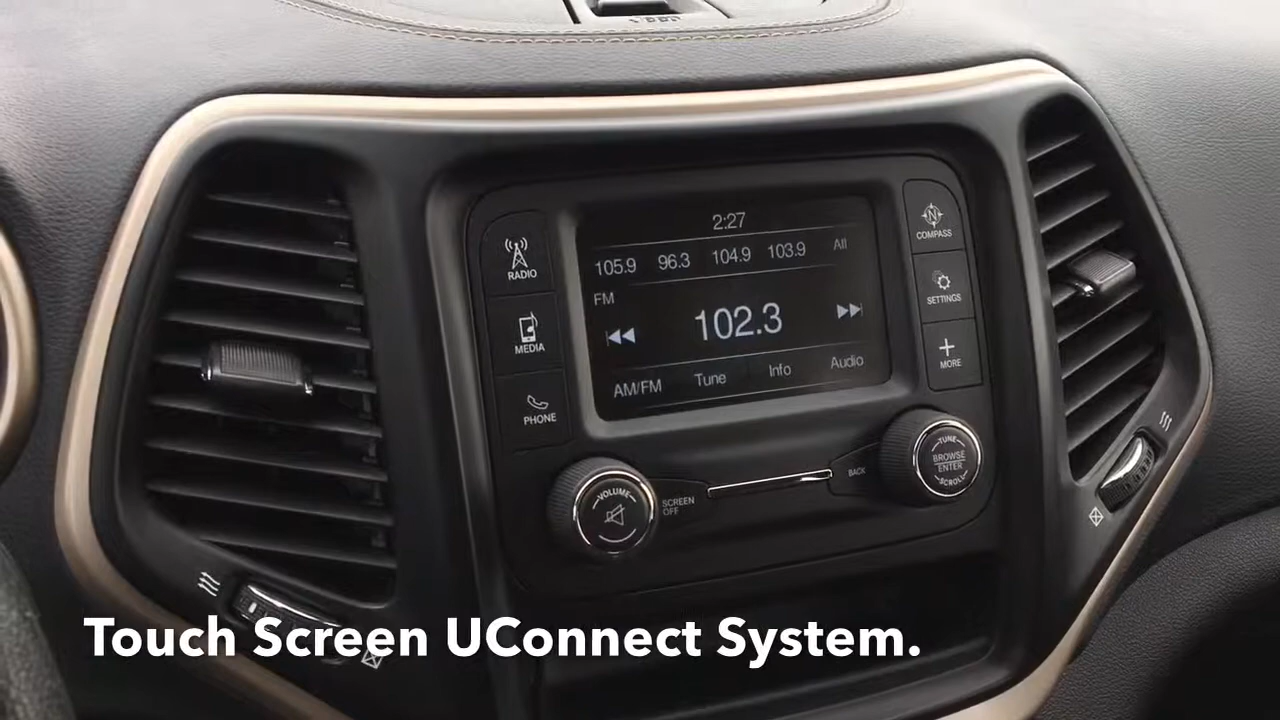 2:27
105.9 96.3 104.9 103.9 All
FM
102.3
AM/FM Tune Info Audio
RADIO
MEDIA
PHONE
N
COMPASS
SETTINGS
MORE
VOLUME
SCREEN
OFF
BACK
TUNE
BROWSE
ENTER
SCROLL
Touch Screen UConnect System.